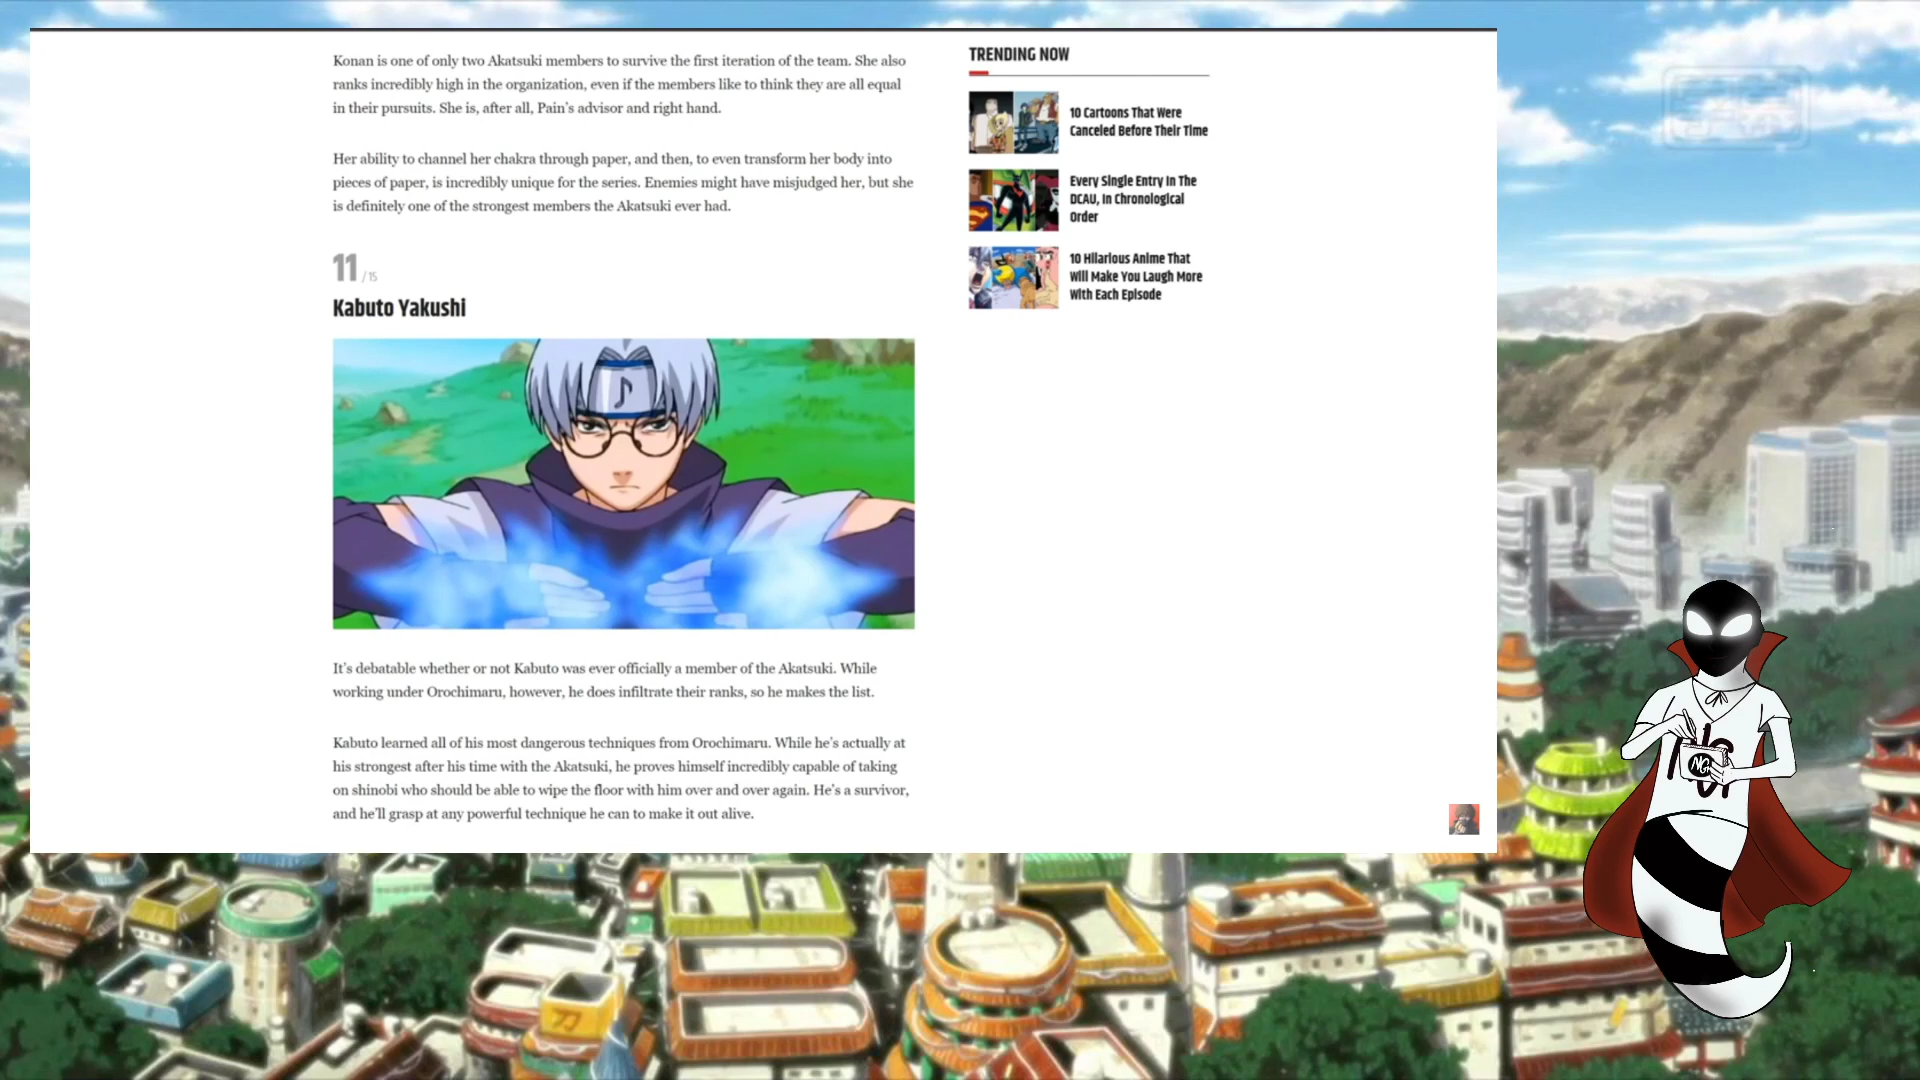 Konan is one of only two Akatsuki members to survive the first iteration of the team. She also
ranks incredibly high in the organization, even if the members like to think they are all equal
in their pursuits. She is, after all, Pain's advisor and right hand.
Her ability to channel her chakra through paper, and then, to even transform her body into
pieces of paper, is incredibly unique for the series. Enemies might have misjudged her, but she
is definitely one of the strongest members the Akatsuki ever had.
11 / 15
Kabuto Yakushi
It's debatable whether or not Kabuto was ever officially a member of the Akatsuki. While
working under Orochimaru, however, he does infiltrate their ranks, so he makes the list.
Kabuto learned all of his most dangerous techniques from Orochimaru. While he's actually at
his strongest after his time with the Akatsuki, he proves himself incredibly capable of taking
on shinobi who should be able to wipe the floor with him over and over again. He's a survivor,
and he'll grasp at any powerful technique he can to make it out alive.
TRENDING NOW
10 Cartoons That Were
Canceled Before Their Time
Every Single Entry In The
DCAU, In Chronological
Order
10 Hilarious Anime That
Will Make You Laugh More
With Each Episode
NG